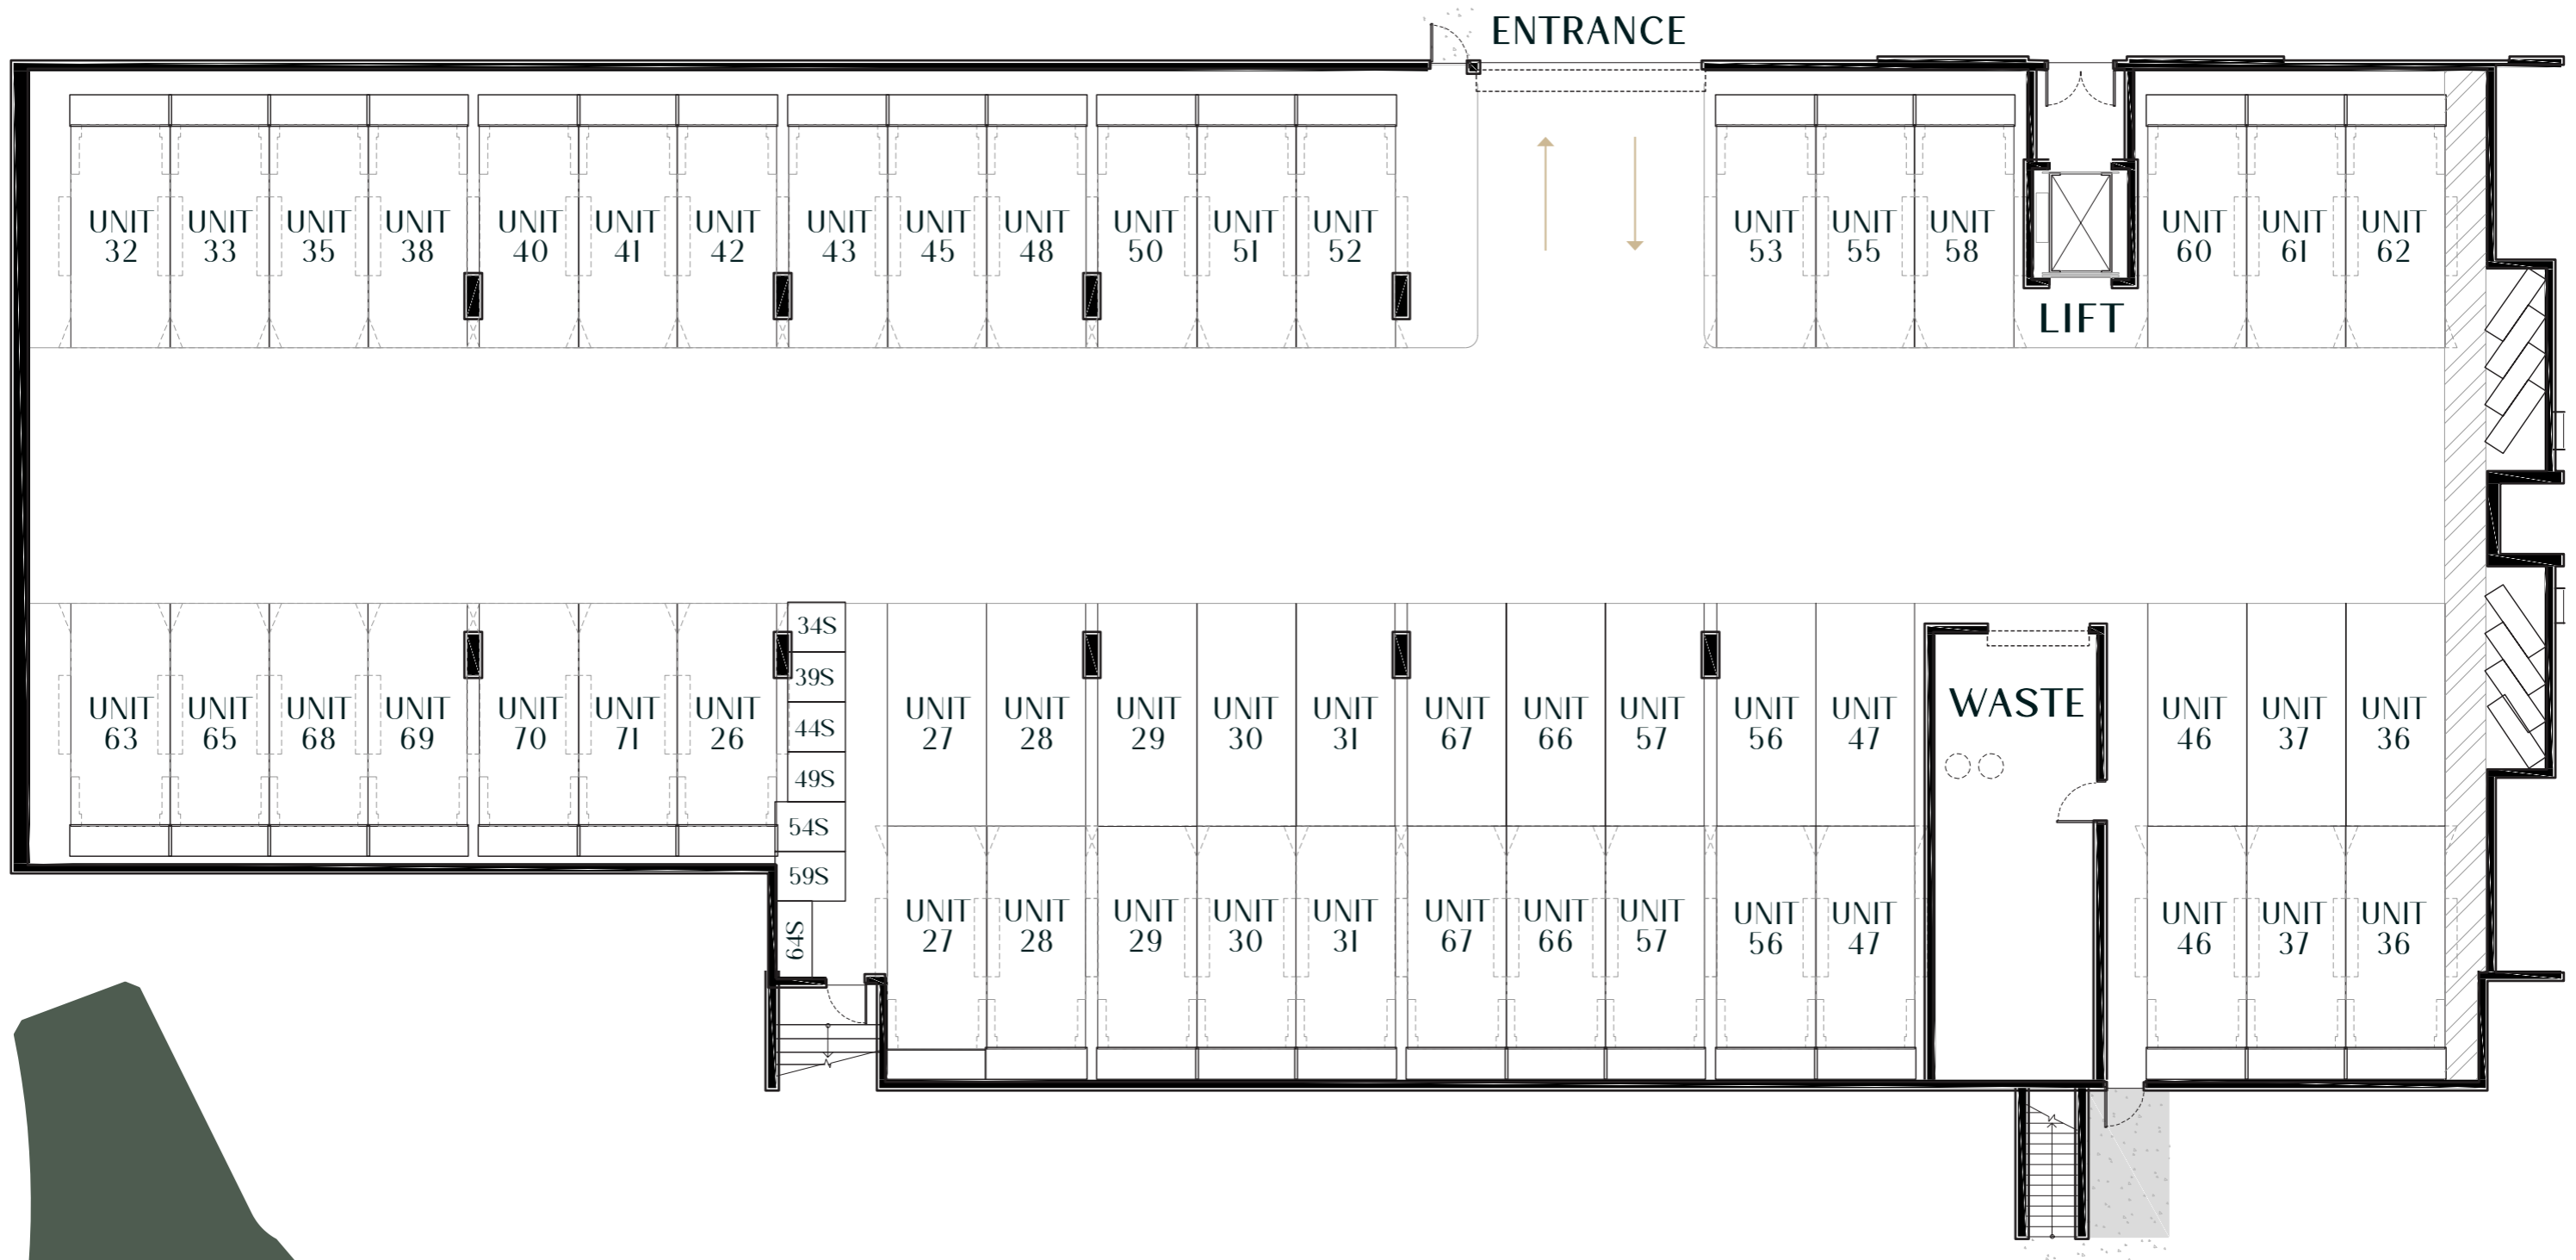 ENTRANCE
UNIT
32
UNIT
33
UNIT
35
UNIT
38
UNIT
40
UNIT
41
UNIT
42
UNIT
43
UNIT
45
UNIT
48
UNIT
50
UNIT
51
UNIT
52
UNIT
53
UNIT
55
UNIT
58
LIFT
UNIT
60
UNIT
61
UNIT
62
UNIT
63
UNIT
65
UNIT
68
UNIT
69
UNIT
70
UNIT
71
UNIT
26
34S
39S
44S
49S
54S
59S
64S
UNIT
27
UNIT
28
UNIT
29
UNIT
30
UNIT
31
UNIT
67
UNIT
66
UNIT
57
UNIT
56
UNIT
47
WASTE
UNIT
46
UNIT
37
UNIT
36
UNIT
27
UNIT
28
UNIT
29
UNIT
30
UNIT
31
UNIT
67
UNIT
66
UNIT
57
UNIT
56
UNIT
47
UNIT
46
UNIT
37
UNIT
36